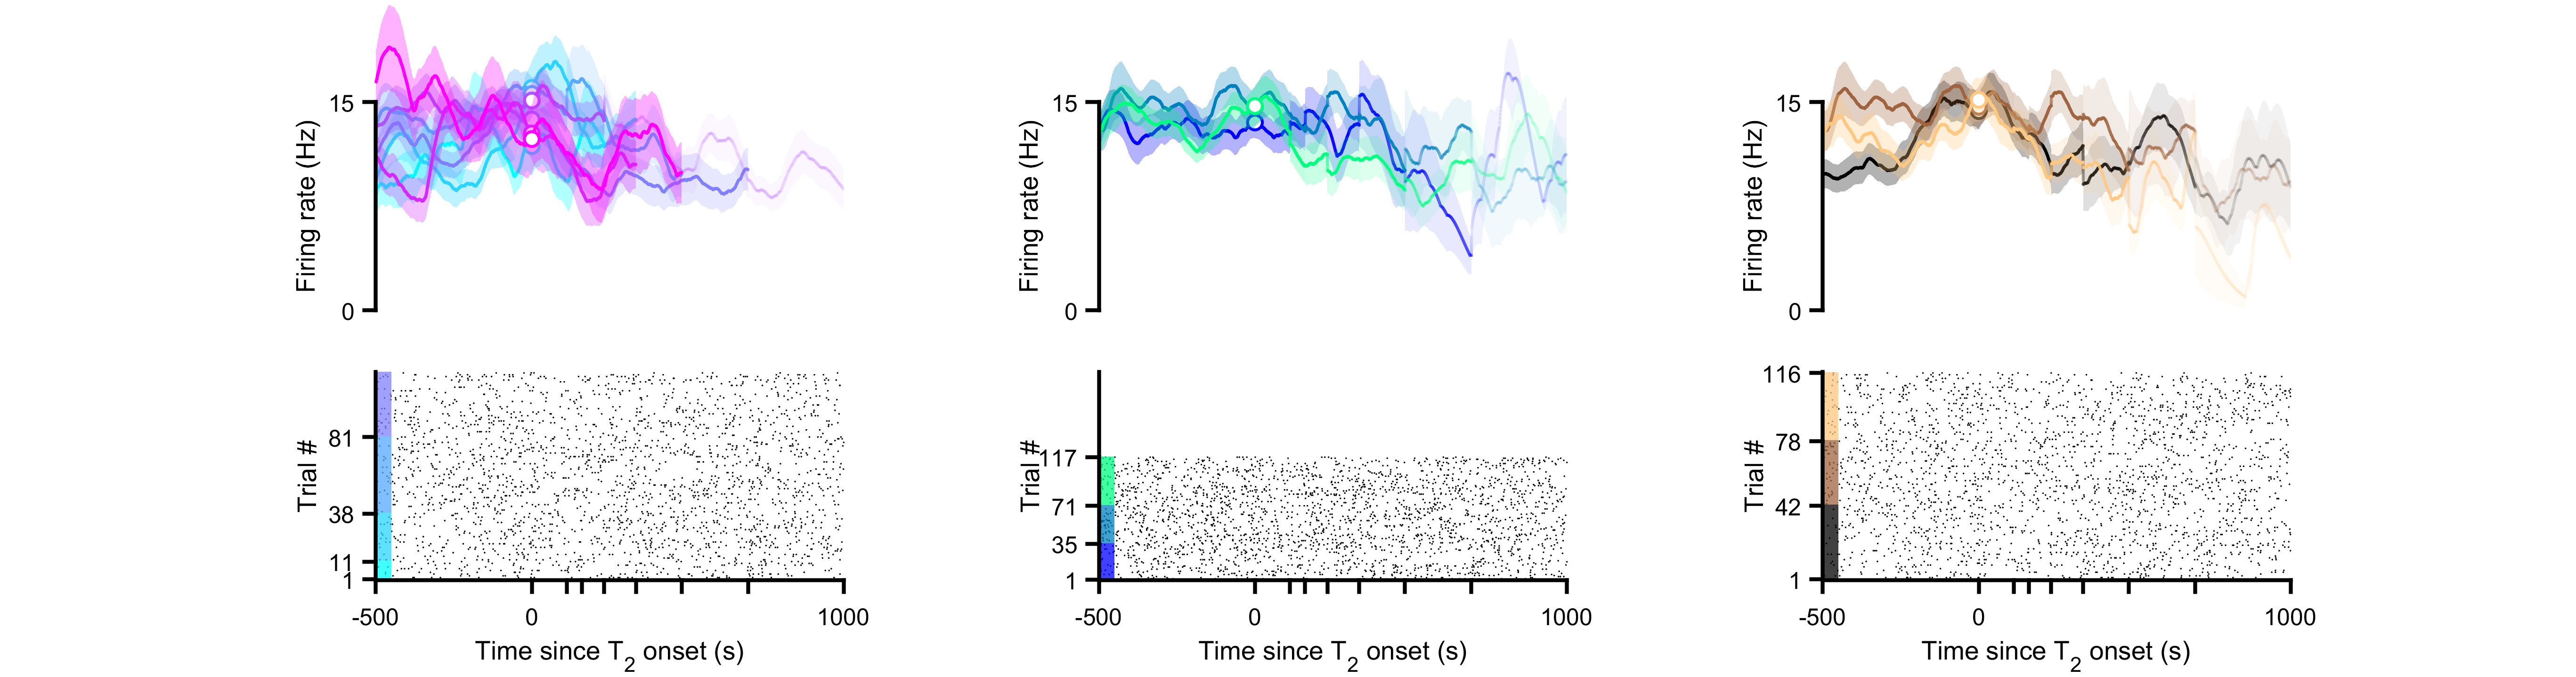 Firing rate (Hz)
15
0
Firing rate (Hz)
15
0
Firing rate (Hz)
15
0
Trial #
81
38
11
1
-500 0 1000
Time since T2 onset (s)
Trial #
117
71
35
1
-500 0 1000
Time since T2 onset (s)
Trial #
116
78
42
1
-500 0 1000
Time since T2 onset (s)